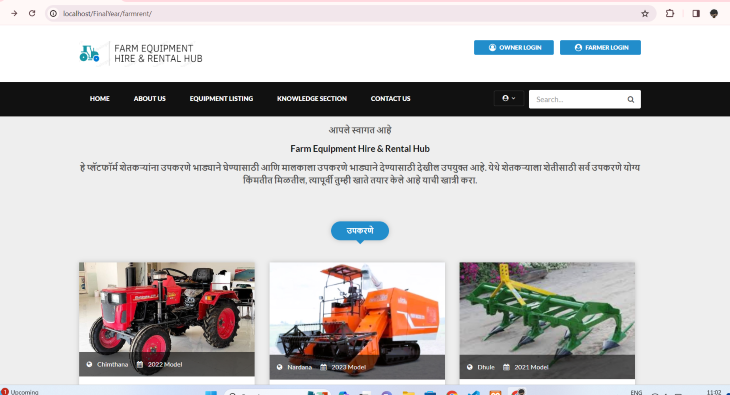 localhost/FinalYear/farmrent/
FARM EQUIPMENT
HIRE & RENTAL HUB
OWNER LOGIN
FARMER LOGIN
HOME
ABOUT US
EQUIPMENT LISTING
KNOWLEDGE SECTION
CONTACT US
Search...
आपले स्वागत आहे
Farm Equipment Hire & Rental Hub
हे प्लॅटफॉर्म शेतकऱ्यांना उपकरणे भाड्याने घेण्यासाठी आणि मालकाला उपकरणे भाड्याने देण्यासाठी देखील उपयुक्त आहे. येथे शेतकऱ्याला शेतीसाठी सर्व उपकरणे योग्य
किंमतीत मिळतील, त्यापूर्वी तुम्ही खाते तयार केले आहे याची खात्री करा.
उपकरणे
Chimthana 2022 Model
Nardana 2023 Model
Dhule 2021 Model
1
Upcoming
ENG
11:02